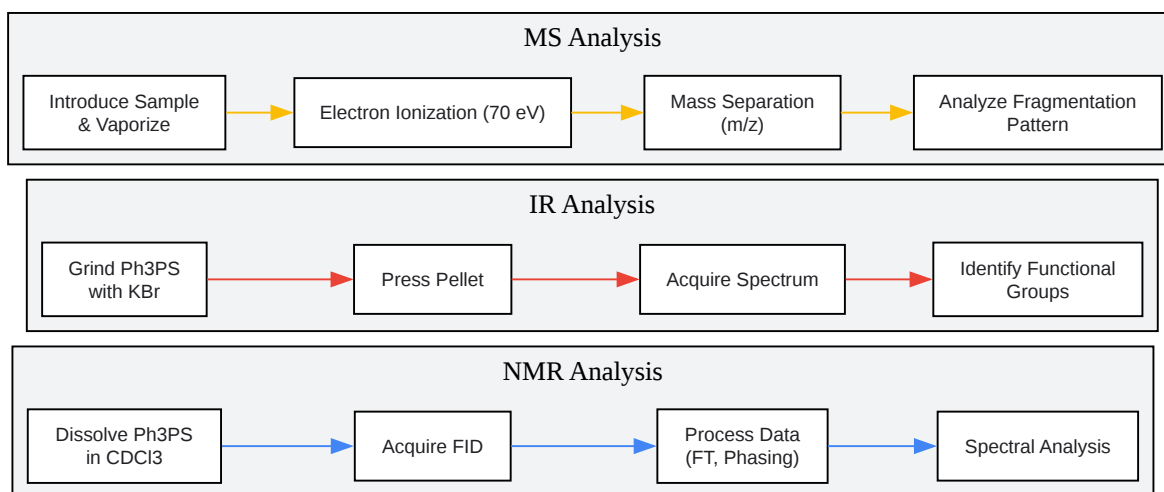 MS Analysis
Introduce Sample
& Vaporize
Electron Ionization (70 eV)
Mass Separation
(m/z)
Analyze Fragmentation
Pattern
IR Analysis
Grind Ph3PS
with KBr
Press Pellet
Acquire Spectrum
Identify Functional
Groups
NMR Analysis
Dissolve Ph3PS
in CDCl3
Acquire FID
Process Data
(FT, Phasing)
Spectral Analysis